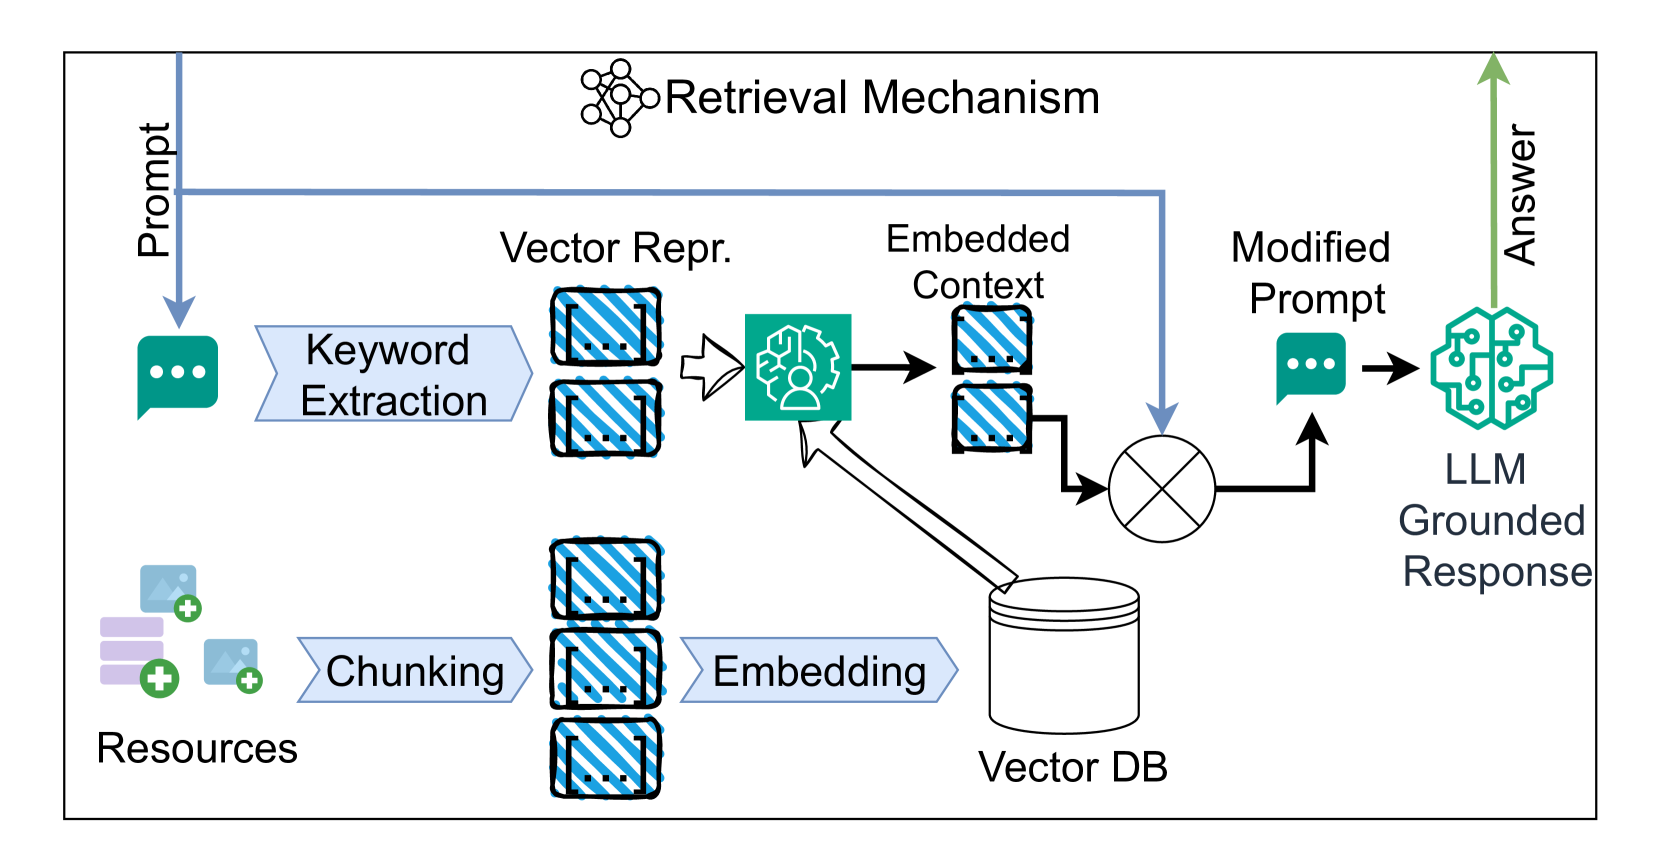 Retrieval Mechanism
Prompt
Answer
Keyword
Extraction
Vector Repr.
[...]
[...]
Embedded
Context
[...]
[...]
Modified
Prompt
LLM
Grounded
Response
Resources
Chunking
[...]
[...]
[...]
Embedding
Vector DB